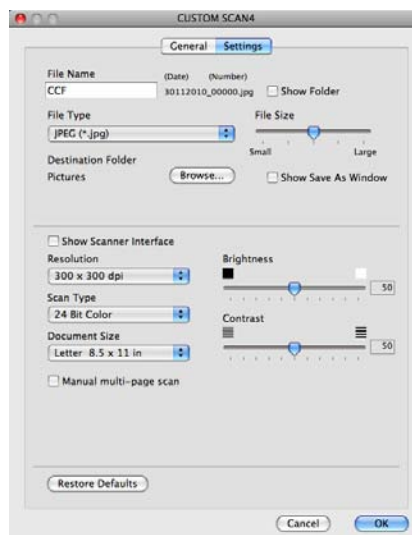 CUSTOM SCAN4
General Settings
File Name (Date) (Number)
CCF 30112010_00000.jpg Show Folder
File Type File Size
JPEG (*.jpg)
Small Large
Destination Folder
Pictures Browse... Show Save As Window
Show Scanner Interface
Resolution Brightness
300 x 300 dpi
50
Scan Type
24 Bit Color Contrast
Document Size
Letter 8.5 x 11 in 50
Manual multi-page scan
Restore Defaults
Cancel OK